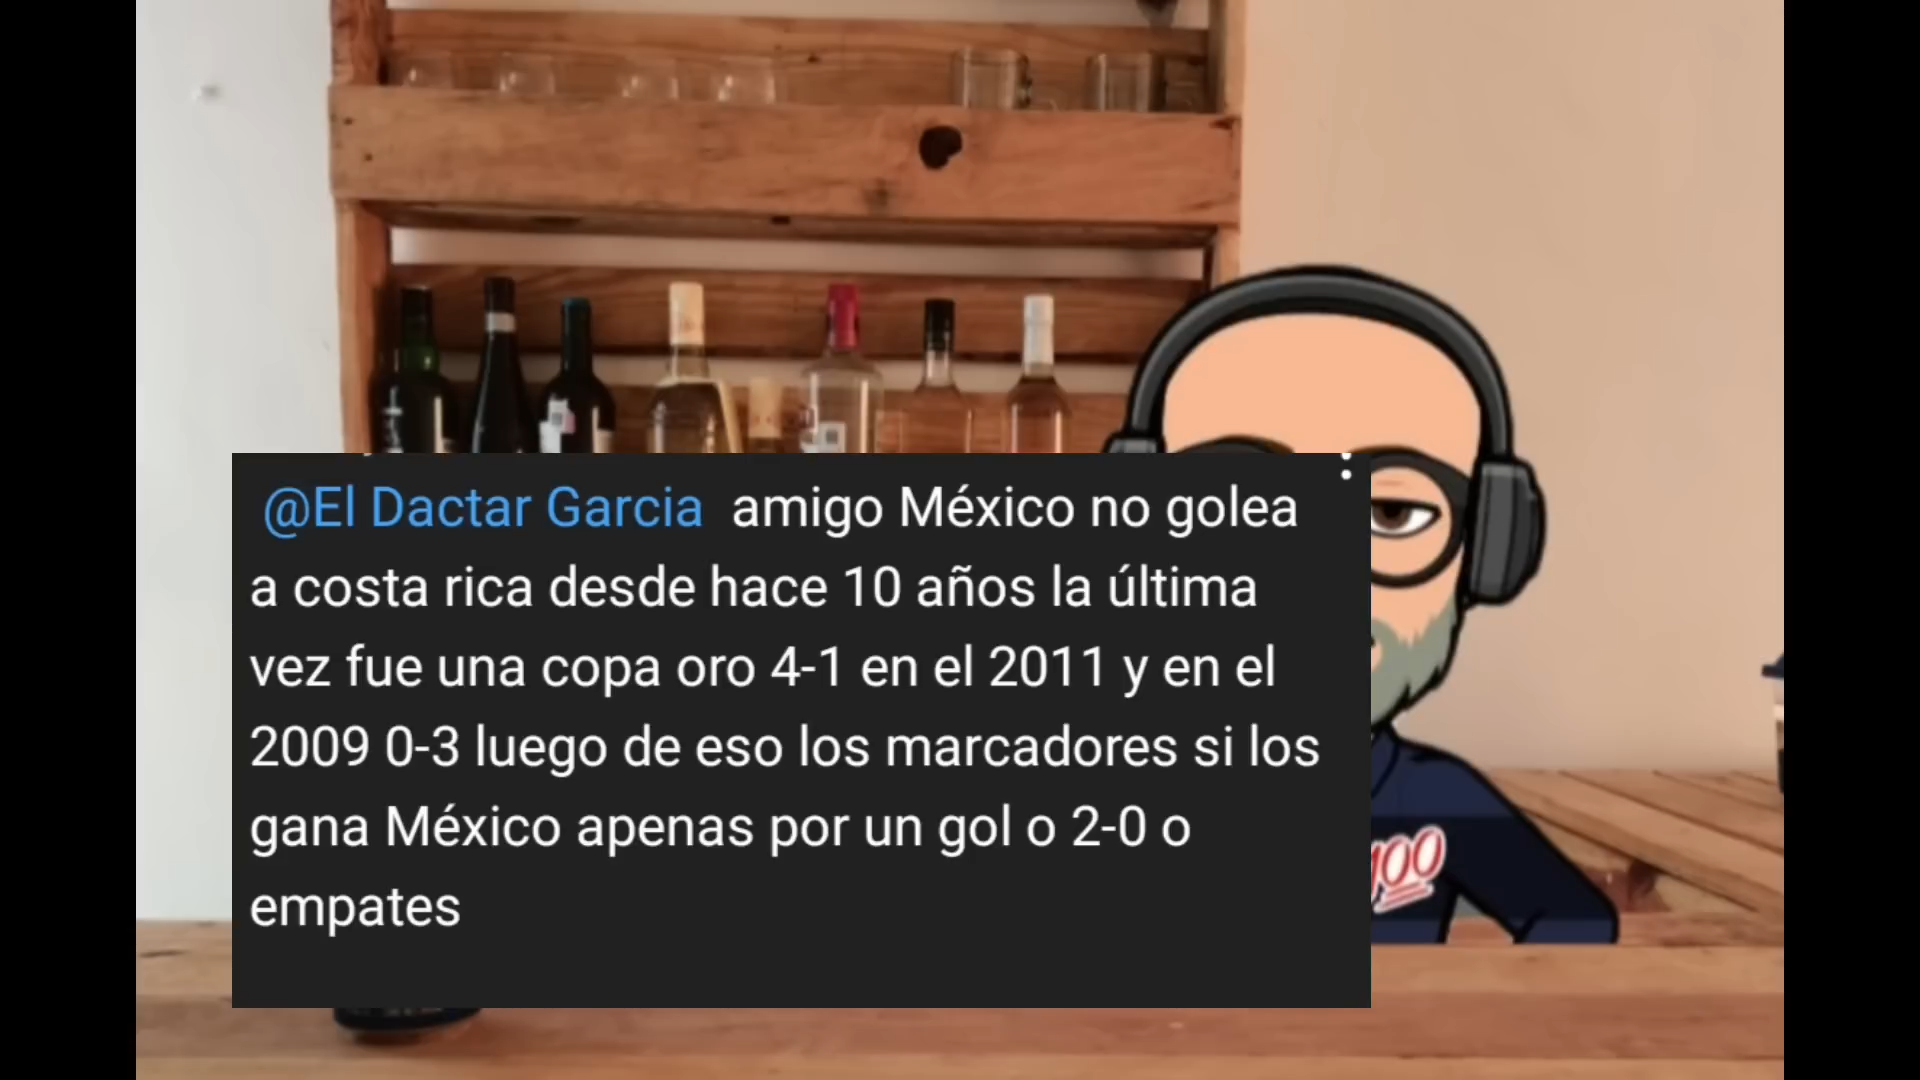 @El Dactar Garcia amigo México no golea
a costa rica desde hace 10 años la última
vez fue una copa oro 4-1 en el 2011 y en el
2009 0-3 luego de eso los marcadores si los
gana México apenas por un gol o 2-0 o
empates
100